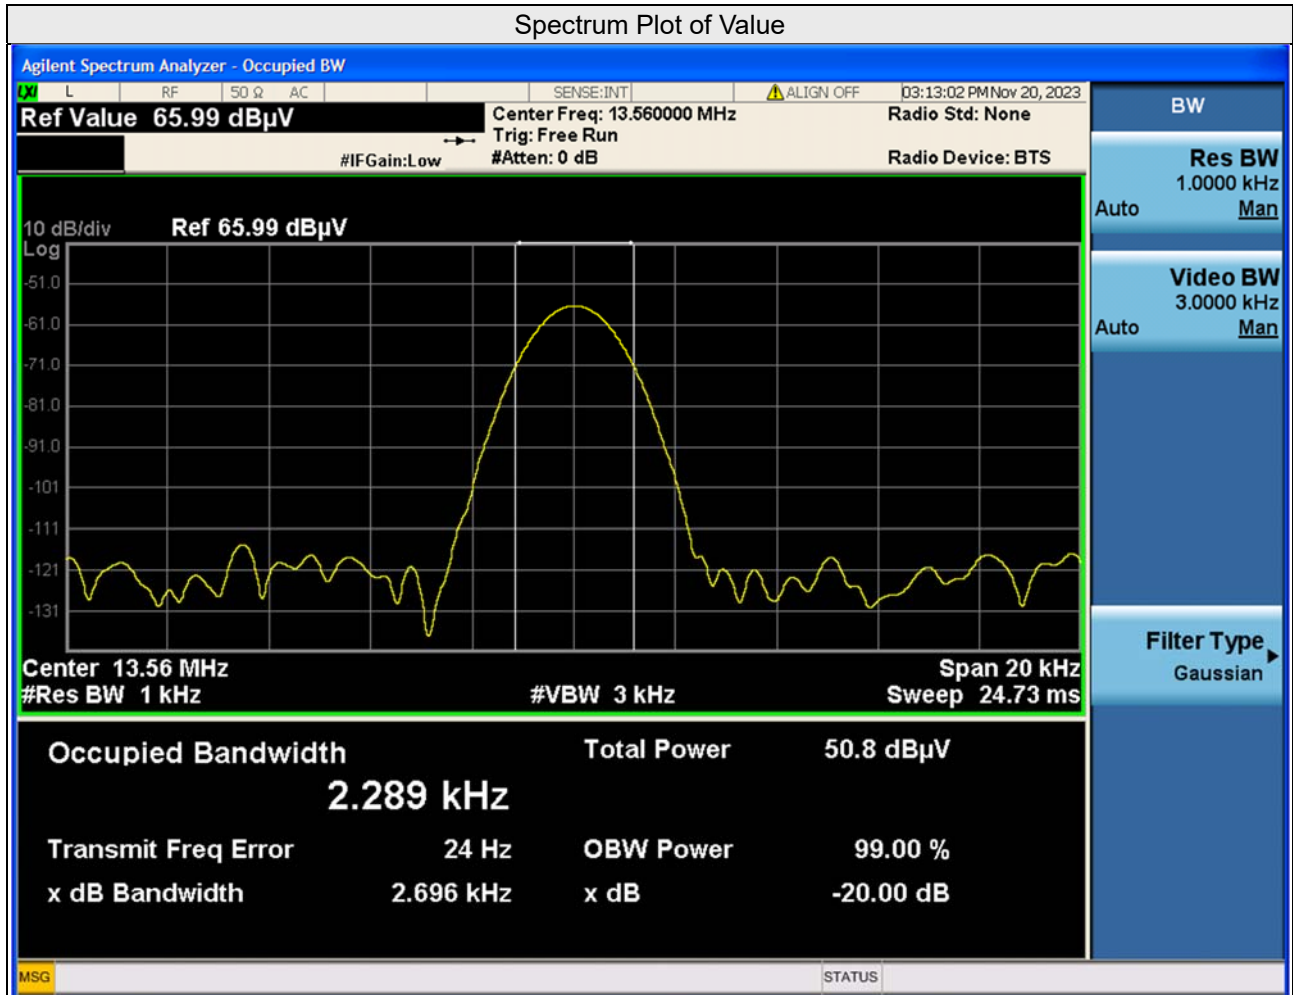 Spectrum Plot of Value
Agilent Spectrum Analyzer - Occupied BW
LXI L RF 50 Ω AC SENSE:INT ALIGN OFF 03:13:02 PM Nov 20, 2023
Ref Value 65.99 dBµV
Center Freq: 13.560000 MHz
Radio Std: None
Trig: Free Run
#IFGain:Low
#Atten: 0 dB
Radio Device: BTS
10 dB/div Ref 65.99 dBµV
Log
-51.0
-61.0
-71.0
-81.0
-91.0
-101
-111
-121
-131
Center 13.56 MHz Span 20 kHz
#Res BW 1 kHz #VBW 3 kHz Sweep 24.73 ms
Occupied Bandwidth Total Power 50.8 dBµV
2.289 kHz
Transmit Freq Error 24 Hz OBW Power 99.00 %
x dB Bandwidth 2.696 kHz x dB -20.00 dB
BW
Res BW
1.0000 kHz
Auto Man
Video BW
3.0000 kHz
Auto Man
Filter Type
Gaussian
MSG STATUS